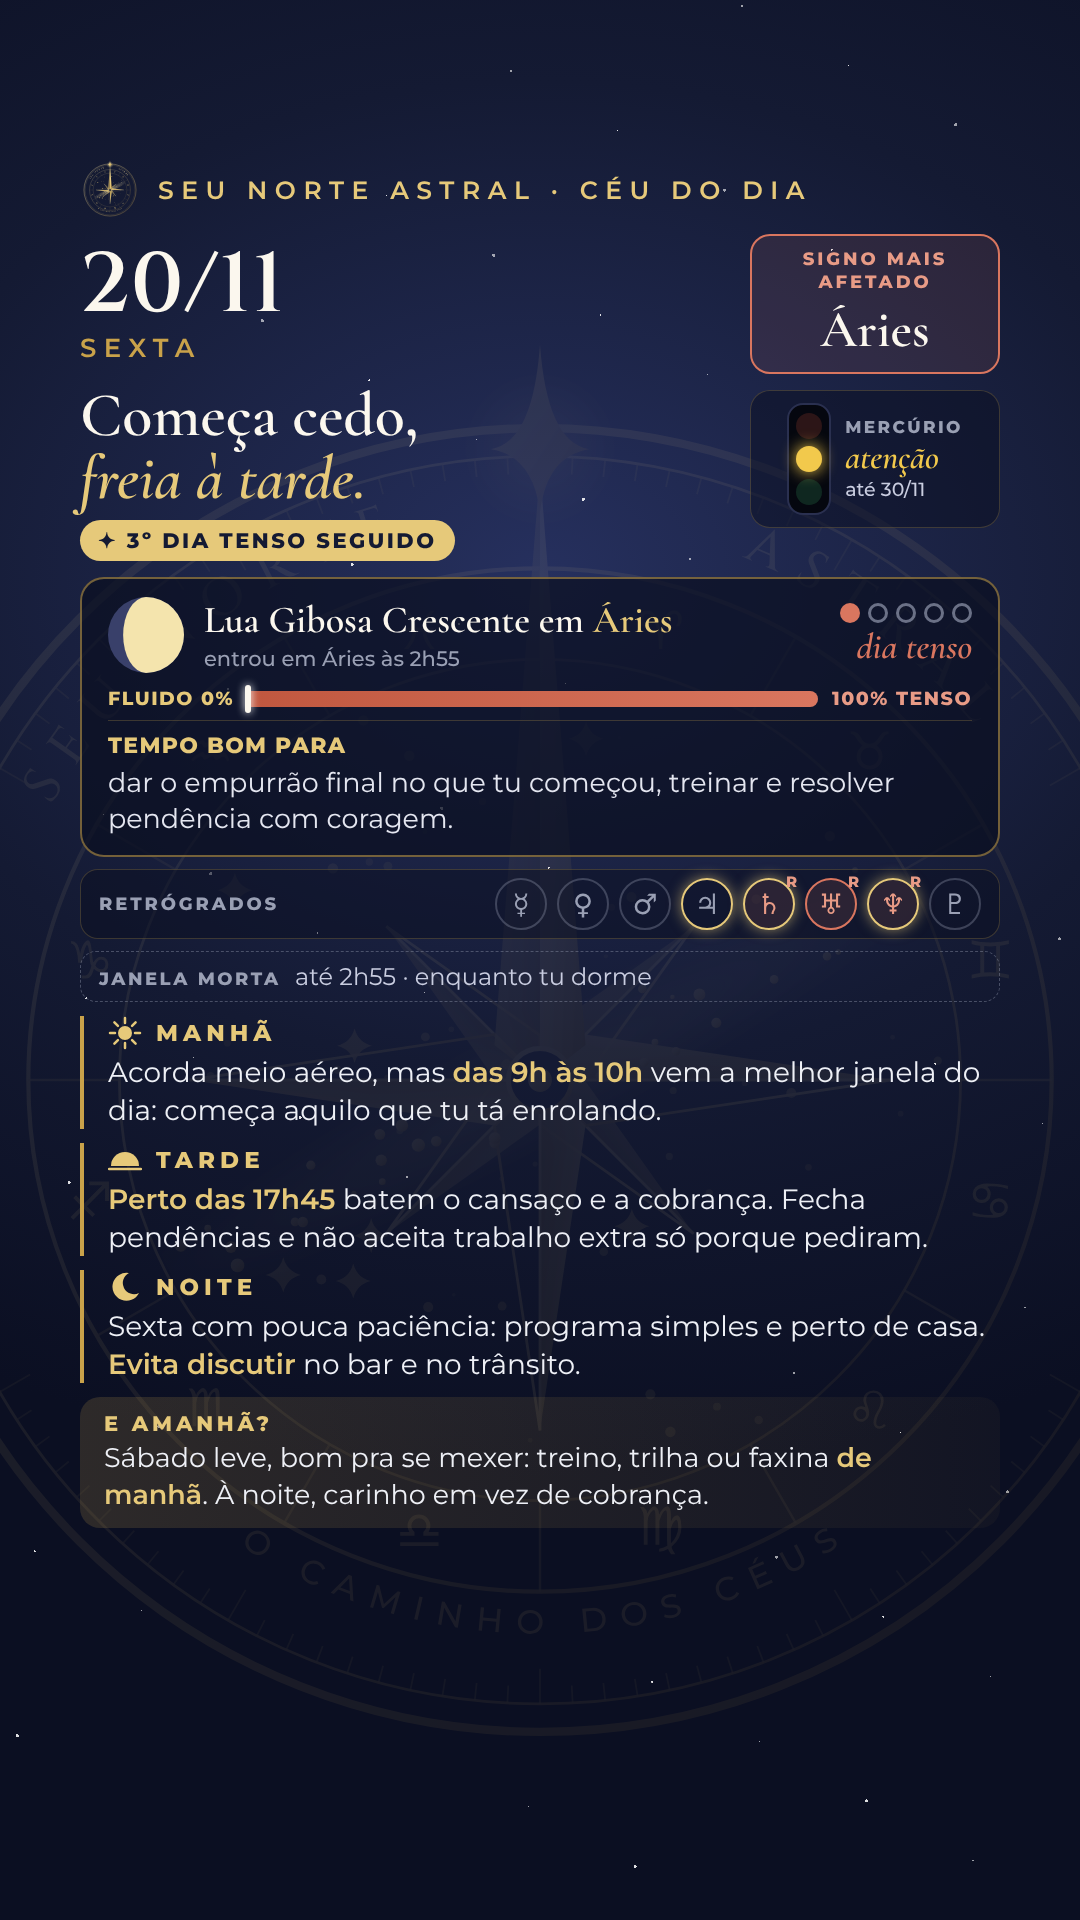 SEU NORTE ASTRAL · CÉU DO DIA
20/11
SEXTA
Começa cedo,
freia à tarde.
✦ 3º DIA TENSO SEGUIDO
SIGNO MAIS
AFETADO
Áries
MERCÚRIO
atenção
até 30/11
Lua Gibosa Crescente em Áries
entrou em Áries às 2h55
dia tenso
FLUIDO 0%
100% TENSO
TEMPO BOM PARA
dar o empurrão final no que tu começou, treinar e resolver
pendência com coragem.
RETRÓGRADOS
☿ ♀ ♂ ♃ ♄ R ♅ R ♆ R ♇
JANELA MORTA até 2h55 · enquanto tu dorme
MANHÃ
Acorda meio aéreo, mas das 9h às 10h vem a melhor janela do
dia: começa aquilo que tu tá enrolando.
TARDE
Perto das 17h45 batem o cansaço e a cobrança. Fecha
pendências e não aceita trabalho extra só porque pediram.
NOITE
Sexta com pouca paciência: programa simples e perto de casa.
Evita discutir no bar e no trânsito.
E AMANHÃ?
Sábado leve, bom pra se mexer: treino, trilha ou faxina de
manhã. À noite, carinho em vez de cobrança.
O CAMINHO DOS CÉUS